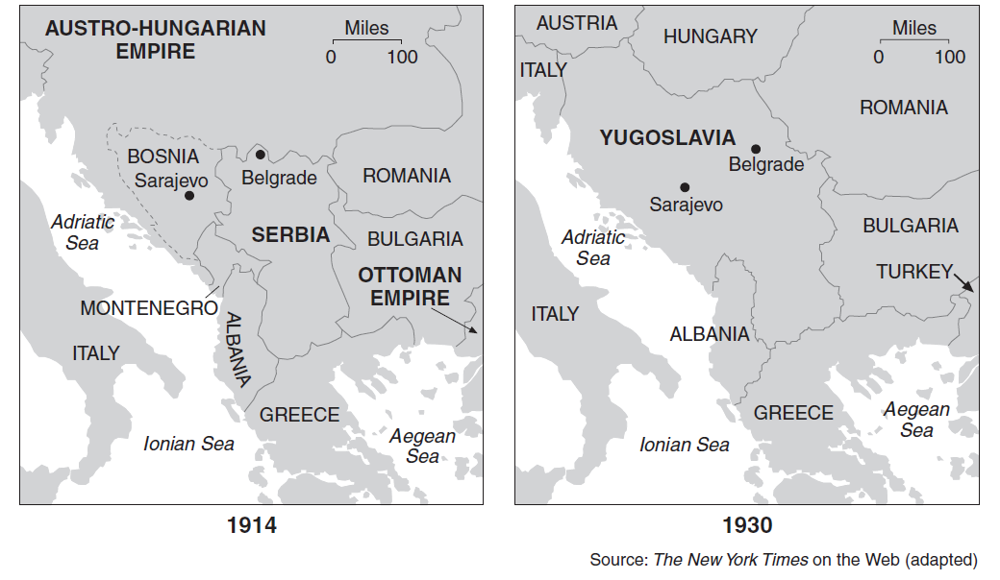 AUSTRO-HUNGARIAN
EMPIRE
Miles
0 100
BOSNIA
Sarajevo
Belgrade
ROMANIA
Adriatic
Sea
SERBIA
BULGARIA
OTTOMAN
EMPIRE
MONTENEGRO
ALBANIA
ITALY
GREECE
Ionian Sea
Aegean
Sea
1914
AUSTRIA
HUNGARY
Miles
0 100
ITALY
ROMANIA
YUGOSLAVIA
Belgrade
Sarajevo
Adriatic
Sea
BULGARIA
TURKEY
ITALY
ALBANIA
GREECE
Aegean
Sea
Ionian Sea
1930
Source: The New York Times on the Web (adapted)